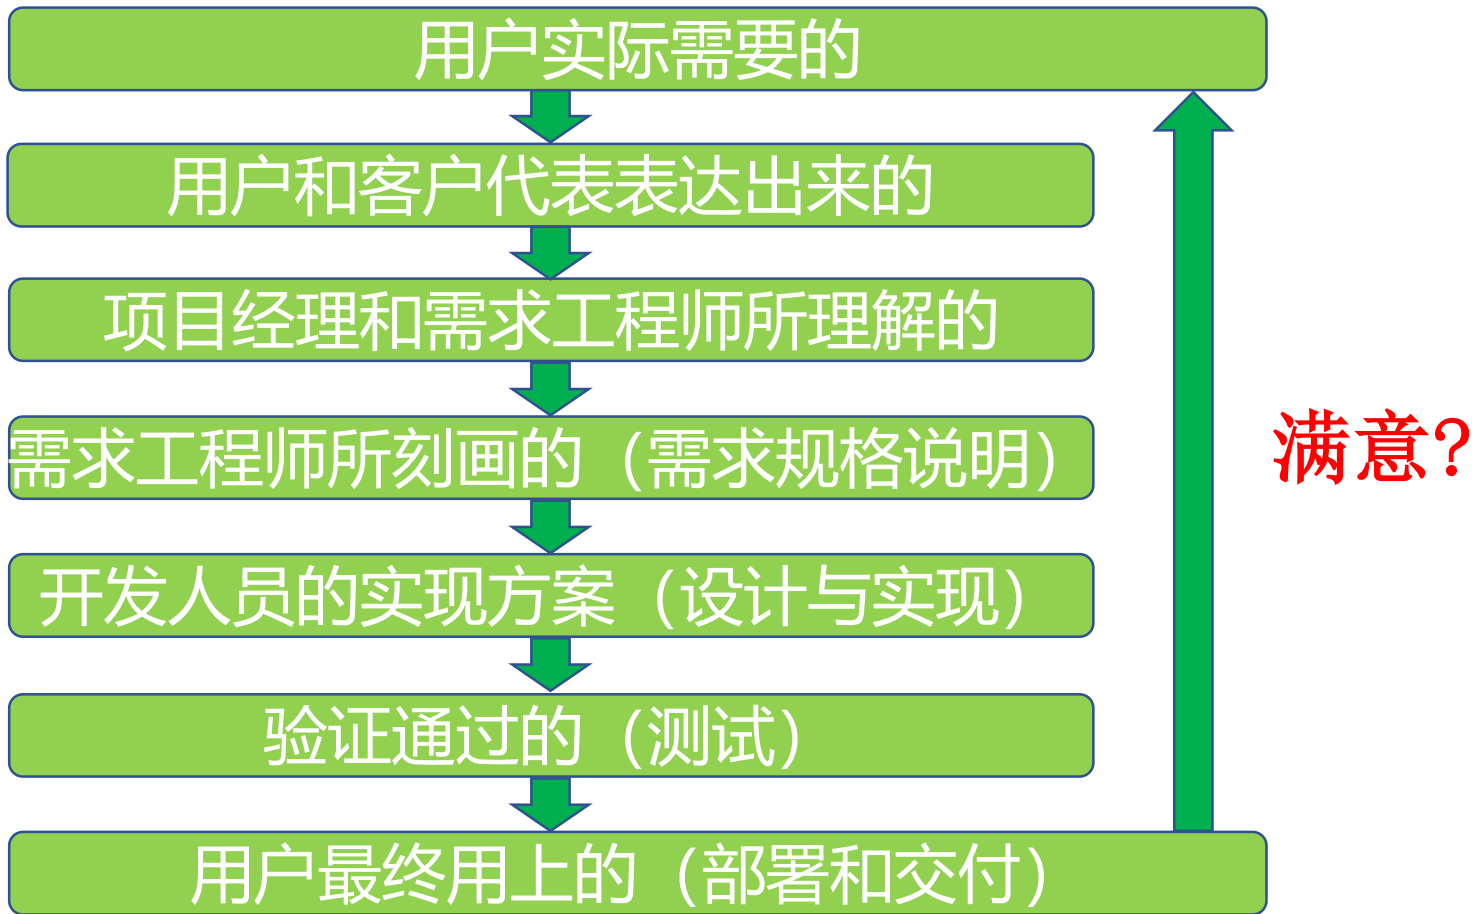 用户实际需要的
用户和客户代表表达出来的
项目经理和需求工程师所理解的
需求工程师所刻画的（需求规格说明）
满意?
开发人员的实现方案（设计与实现）
验证通过的（测试）
用户最终用上的（部署和交付）